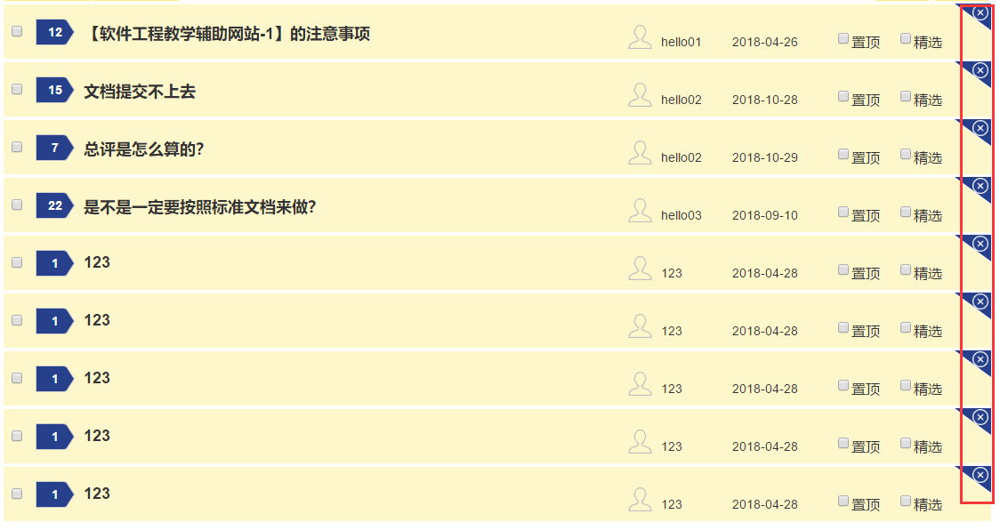 12 【软件工程教学辅助网站-1】的注意事项 hello01 2018-04-26 置顶 精选
15 文档提交不上去 hello02 2018-10-28 置顶 精选
7 总评是怎么算的? hello02 2018-10-29 置顶 精选
22 是不是一定要按照标准文档来做? hello03 2018-09-10 置顶 精选
1 123 123 2018-04-28 置顶 精选
1 123 123 2018-04-28 置顶 精选
1 123 123 2018-04-28 置顶 精选
1 123 123 2018-04-28 置顶 精选
1 123 123 2018-04-28 置顶 精选